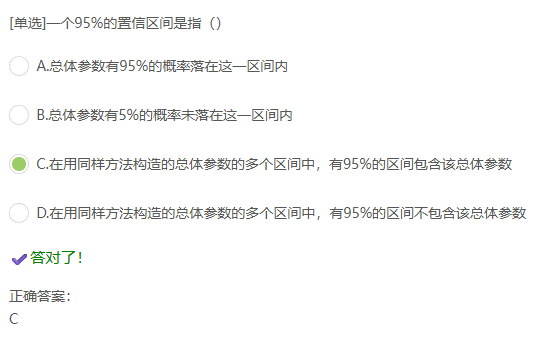 [单选]一个95%的置信区间是指（）
A.总体参数有95%的概率落在这一区间内
B.总体参数有5%的概率未落在这一区间内
C.在用同样方法构造的总体参数的多个区间中，有95%的区间包含该总体参数
D.在用同样方法构造的总体参数的多个区间中，有95%的区间不包含该总体参数
答对了！
正确答案：
C